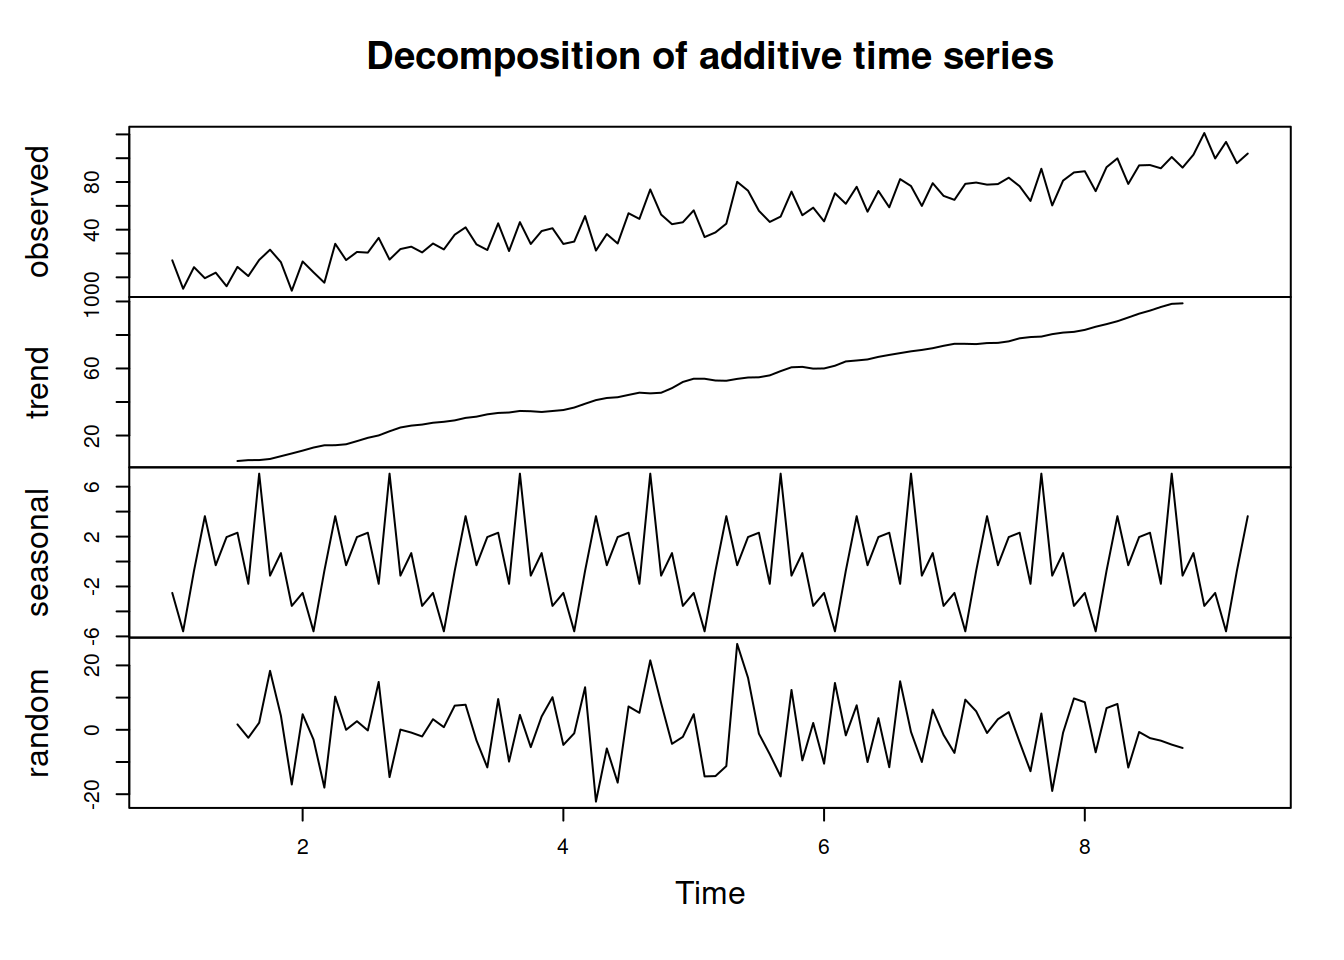 Decomposition of additive time series
observed
0 40 80
trend
20 60 100
seasonal
-6 -2 2 6
random
-20 0 20
2 4 6 8
Time